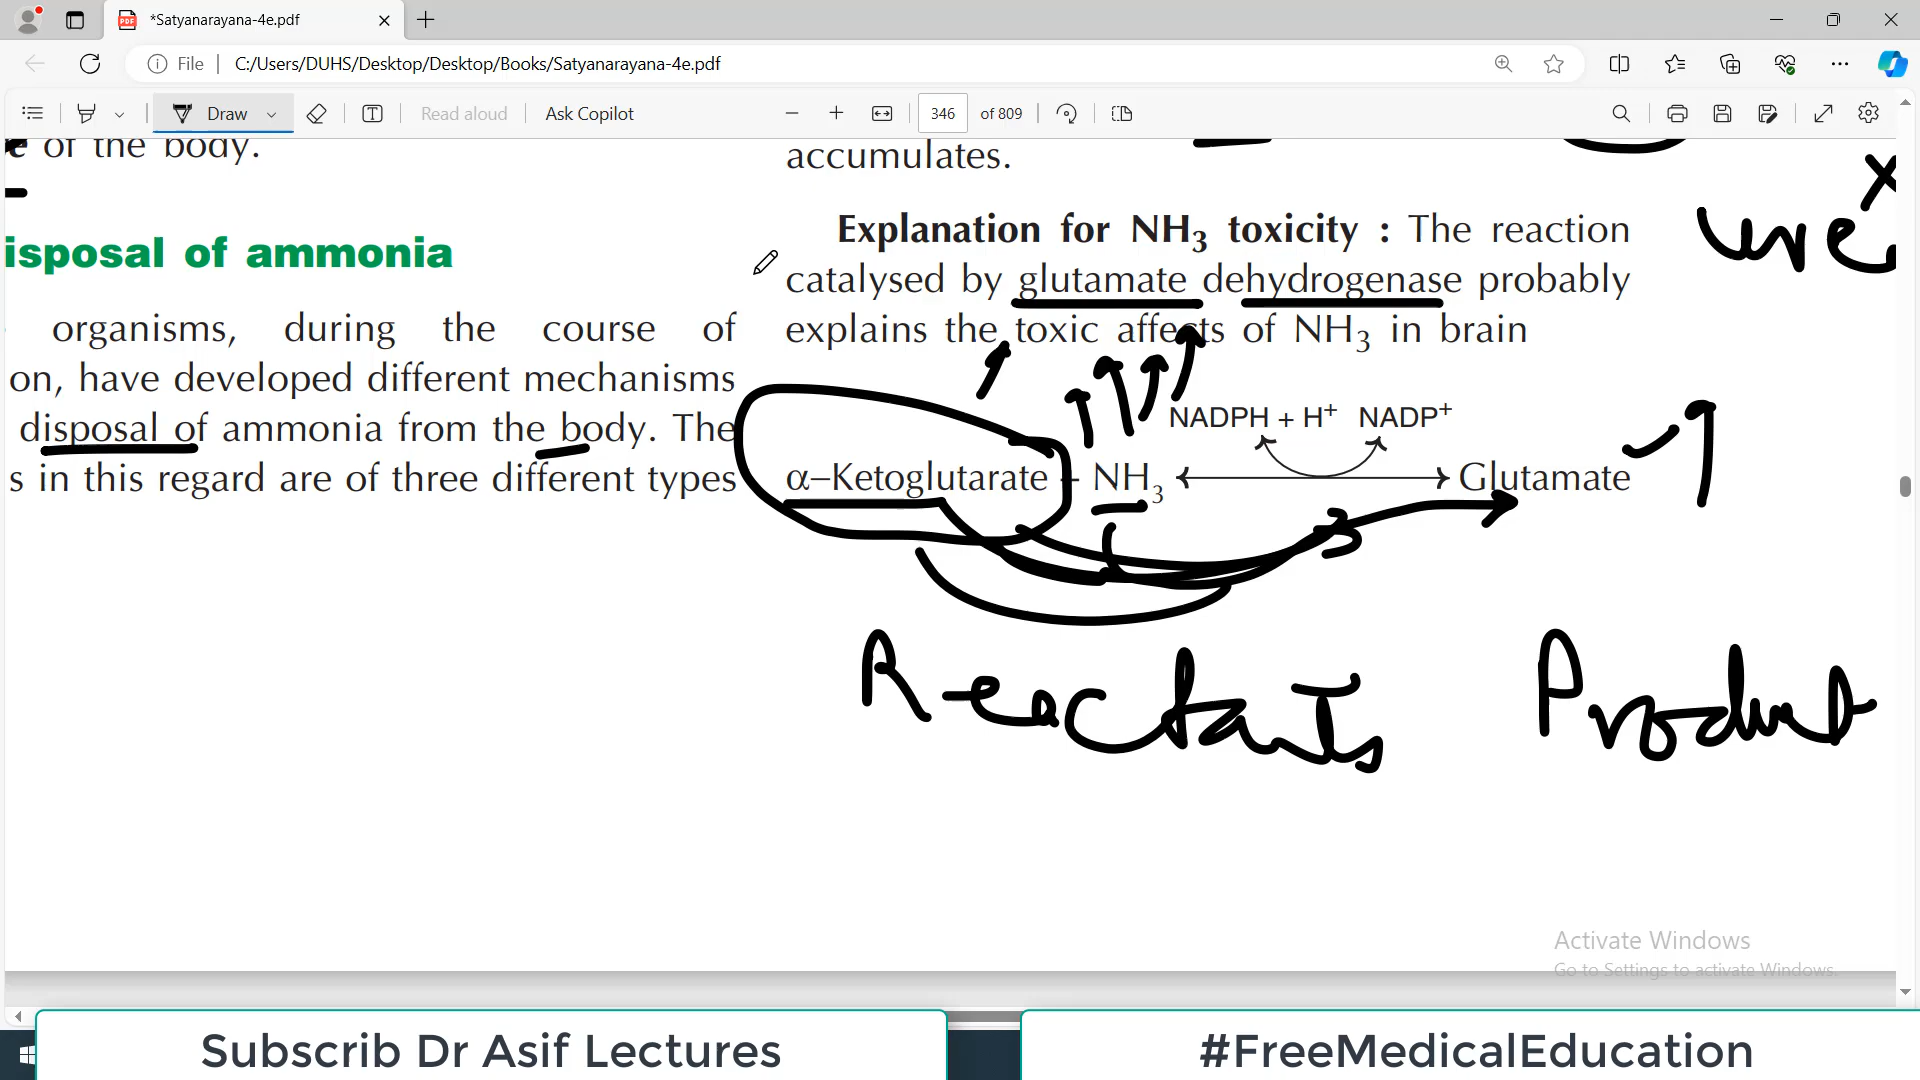 *Satyanarayana-4e.pdf
File
C:/Users/DUHS/Desktop/Desktop/Books/Satyanarayana-4e.pdf
Draw
Read aloud
Ask Copilot
346 of 809
e of the body.
isposal of ammonia
organisms, during the course of
on, have developed different mechanisms
disposal of ammonia from the body. The
s in this regard are of three different types
accumulates.
Explanation for NH3 toxicity : The reaction
catalysed by glutamate dehydrogenase probably
explains the toxic affects of NH3 in brain
NADPH + H+ NADP+
α–Ketoglutarate + NH3 Glutamate
Reactants Product
Activate Windows
Go to Settings to activate Windows.
Subscrib Dr Asif Lectures
#FreeMedicalEducation